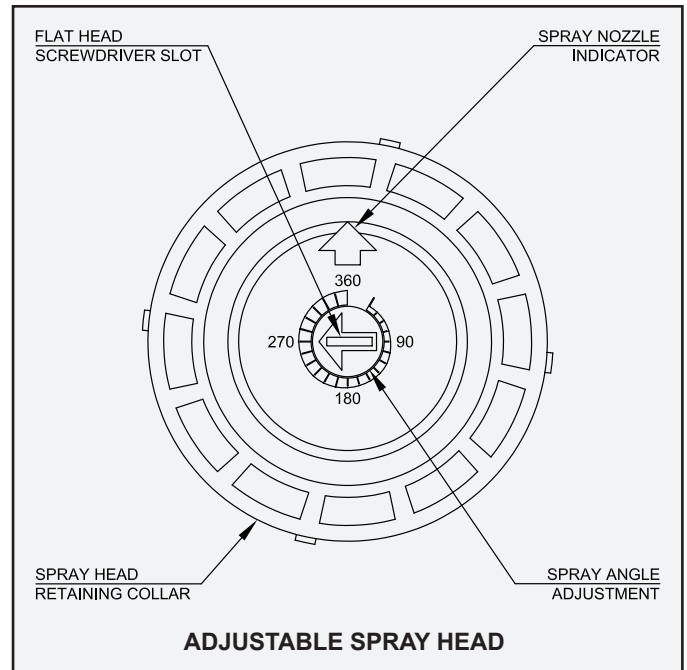 FLAT HEAD
SCREWDRIVER SLOT
SPRAY NOZZLE
INDICATOR
360
270
90
180
SPRAY HEAD
RETAINING COLLAR
SPRAY ANGLE
ADJUSTMENT
ADJUSTABLE SPRAY HEAD